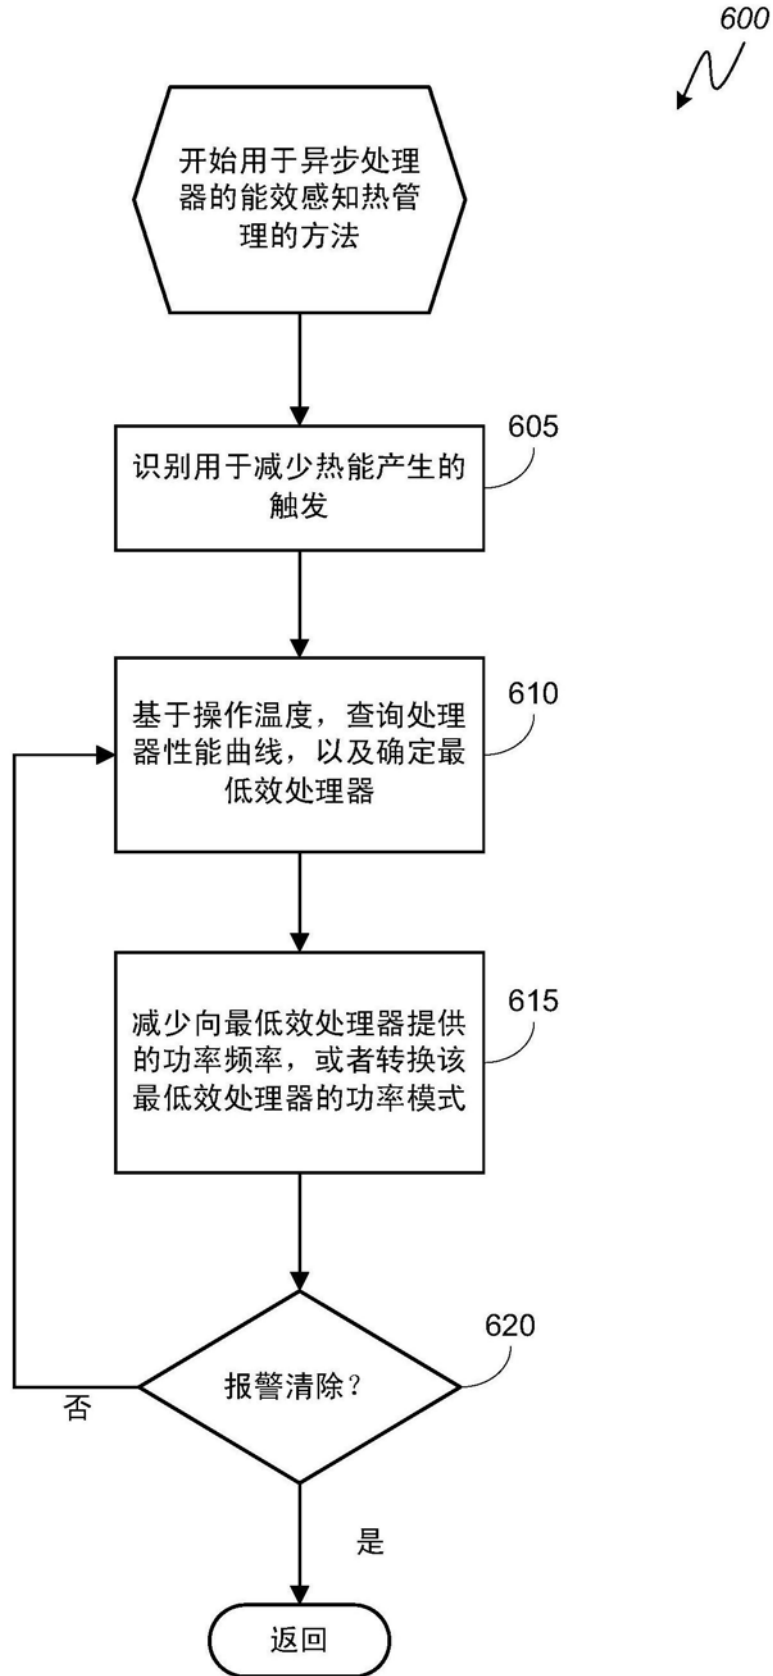 600
开始用于异步处理
器的能效感知热管
理的方法
605
识别用于减少热能产生的
触发
610
基于操作温度，查询处理
器性能曲线，以及确定最
低效处理器
615
减少向最低效处理器提供
的功率频率，或者转换该
最低效处理器的功率模式
620
报警清除？
否
是
返回